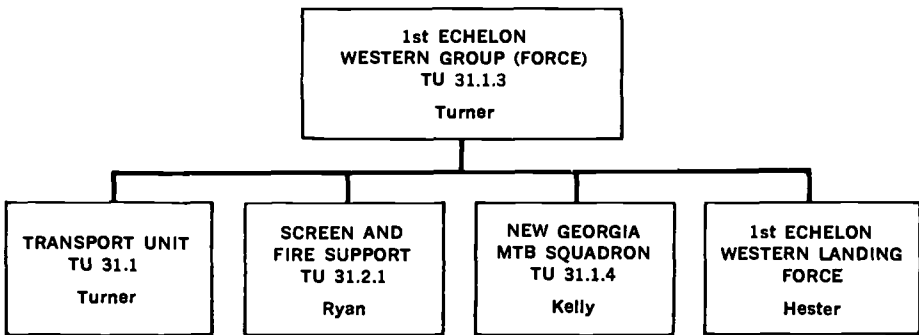 1st ECHELON
WESTERN GROUP (FORCE)
TU 31.1.3
Turner
TRANSPORT UNIT
TU 31.1
Turner
SCREEN AND
FIRE SUPPORT
TU 31.2.1
Ryan
NEW GEORGIA
MTB SQUADRON
TU 31.1.4
Kelly
1st ECHELON
WESTERN LANDING
FORCE
Hester